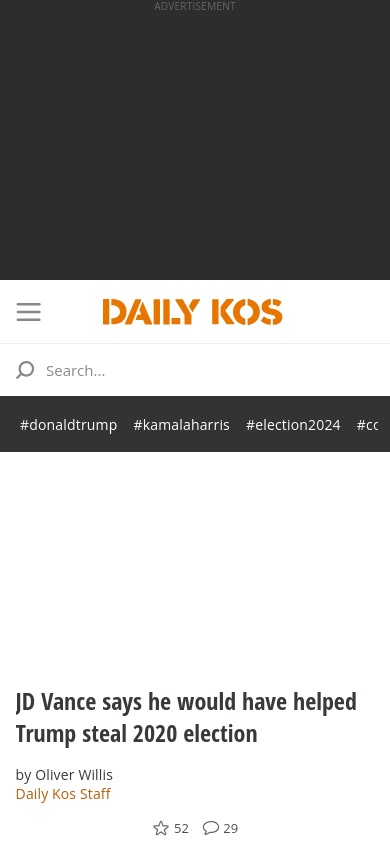 ADVERTISEMENT
DAILY KOS
Search...
#donaldtrump #kamalaharris #election2024
JD Vance says he would have helped
Trump steal 2020 election
by Oliver Willis
Daily Kos Staff
52 29